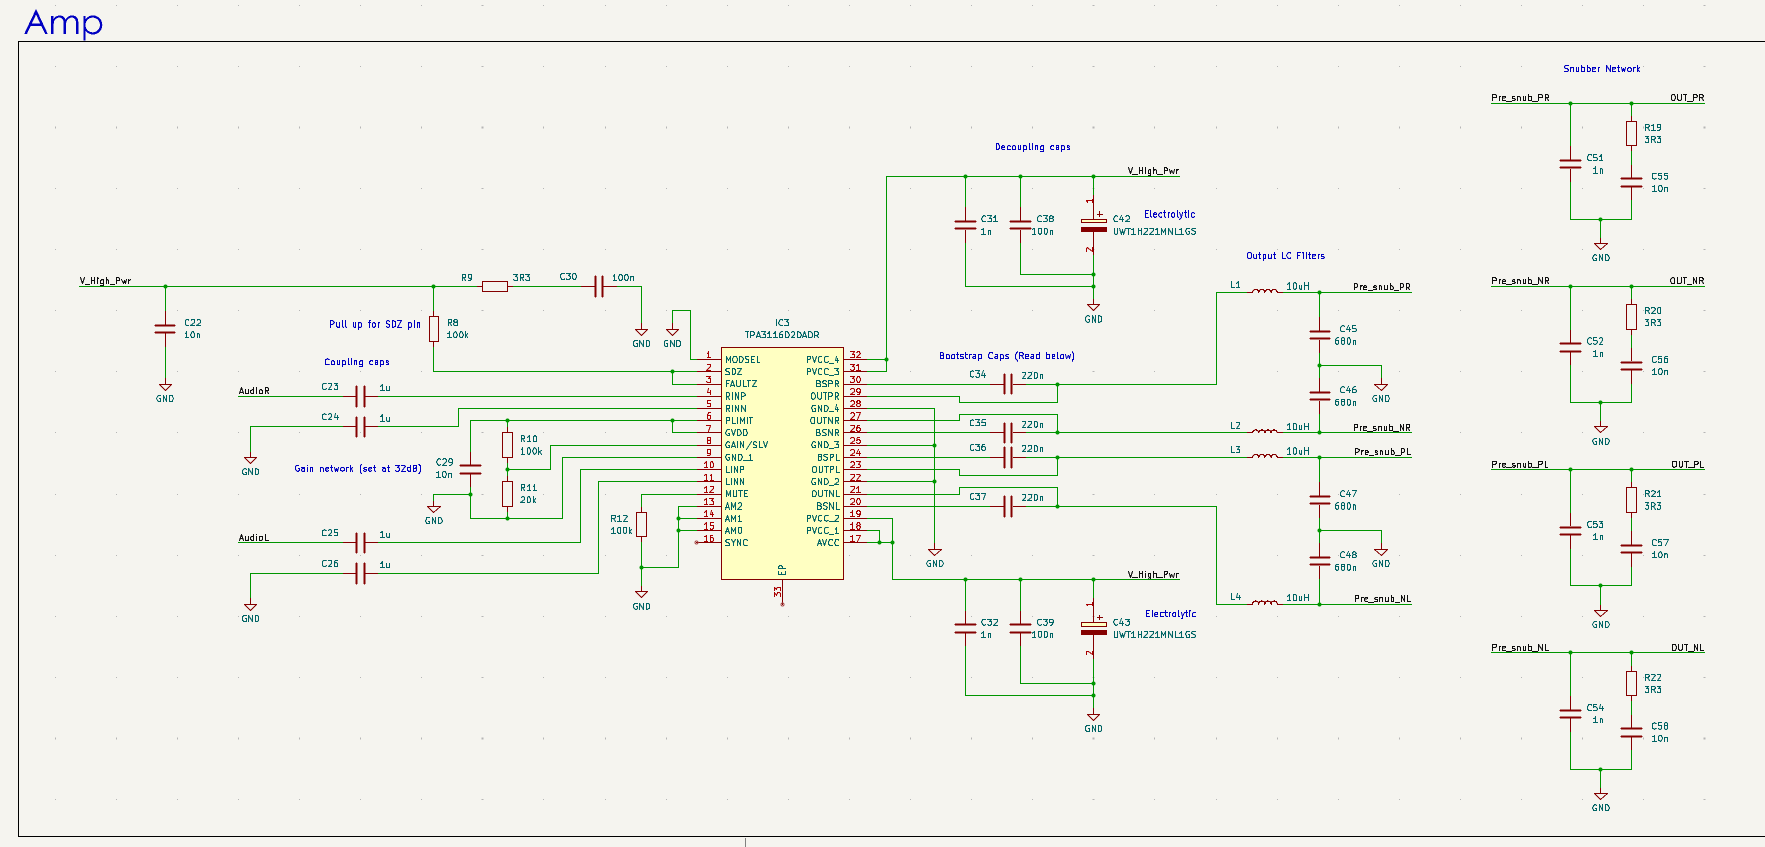 Amp
Snubber Network
Pre_snub_PR
OUT_PR
R19
3R3
C51
1n
C55
10n
GND
Decoupling caps
V_High_Pwr
C31
1n
C38
100n
1
+
C42
UWT1H221MNL1GS
2
Electrolytic
GND
Output LC Filters
L1
10uH
Pre_snub_PR
V_High_Pwr
R9
3R3
C30
100n
C22
10n
GND
Pull up for SDZ pin
R8
100k
GND
GND
Coupling caps
AudioR
C23
1u
C24
1u
GND
Gain network (set at 32dB)
C29
10n
R10
100k
R11
20k
GND
AudioL
C25
1u
C26
1u
GND
R12
100k
GND
IC3
TPA3116D2DADR
1 MODSEL
2 SDZ
3 FAULTZ
4 RINP
5 RINN
6 PLIMIT
7 GVDD
8 GAIN/SLV
9 GND_1
10 LINP
11 LINN
12 MUTE
13 AM2
14 AM1
15 AM0
16 SYNC
PVCC_4 32
PVCC_3 31
BSPR 30
OUTPR 29
GND_4 28
OUTNR 27
BSNR 26
GND_3 25
BSPL 24
OUTPL 23
GND_2 22
OUTNL 21
BSNL 20
PVCC_2 19
PVCC_1 18
AVCC 17
EP
33
Bootstrap Caps (Read below)
C34
220n
C35
220n
C36
220n
C37
220n
GND
V_High_Pwr
C32
1n
C39
100n
1
+
C43
UWT1H221MNL1GS
2
Electrolytic
GND
C45
680n
C46
680n
GND
L2
10uH
Pre_snub_NR
L3
10uH
Pre_snub_PL
C47
680n
C48
680n
GND
L4
10uH
Pre_snub_NL
Pre_snub_NR
OUT_NR
R20
3R3
C52
1n
C56
10n
GND
Pre_snub_PL
OUT_PL
R21
3R3
C53
1n
C57
10n
GND
Pre_snub_NL
OUT_NL
R22
3R3
C54
1n
C58
10n
GND